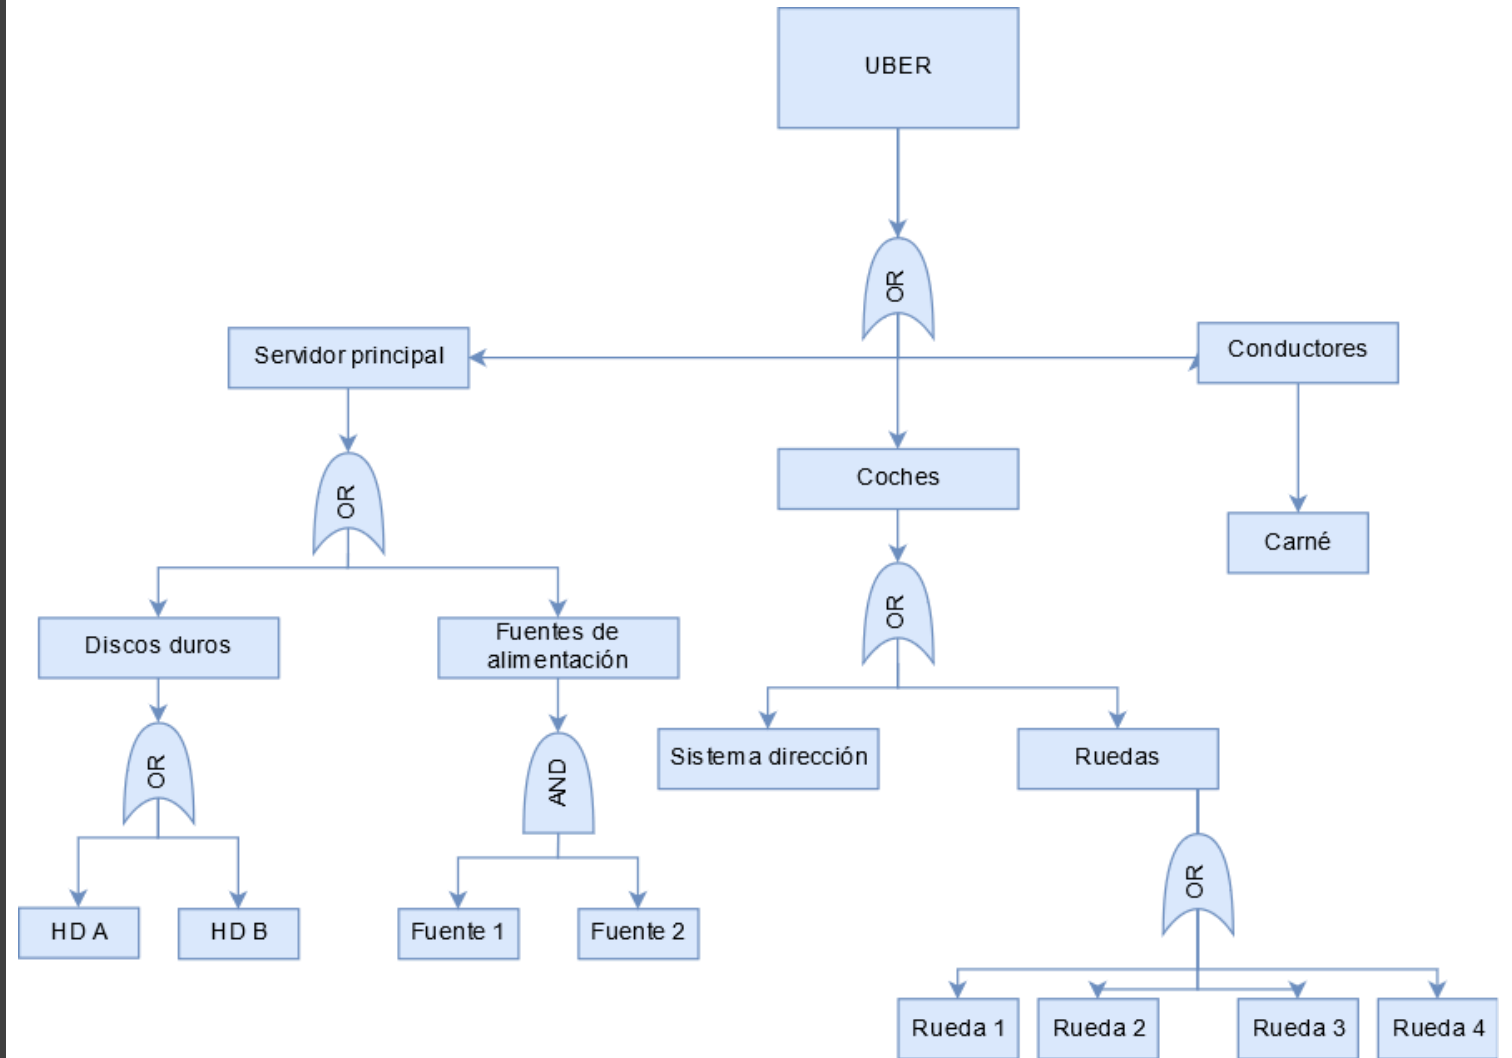 UBER
OR
Servidor principal
Conductores
OR
Coches
Carné
OR
Discos duros
Fuentes de
alimentación
OR
AND
Sistema dirección
Ruedas
OR
HD A
HD B
Fuente 1
Fuente 2
Rueda 1
Rueda 2
Rueda 3
Rueda 4